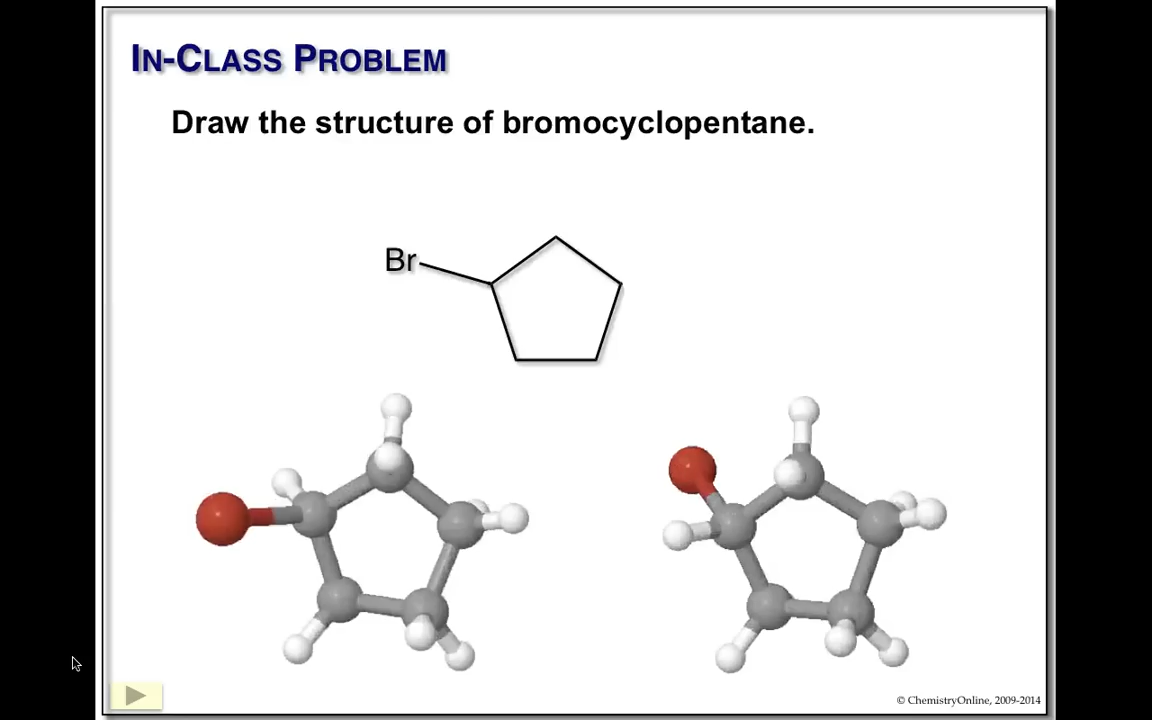 IN-CLASS PROBLEM
Draw the structure of bromocyclopentane.
Br
© ChemistryOnline, 2009-2014